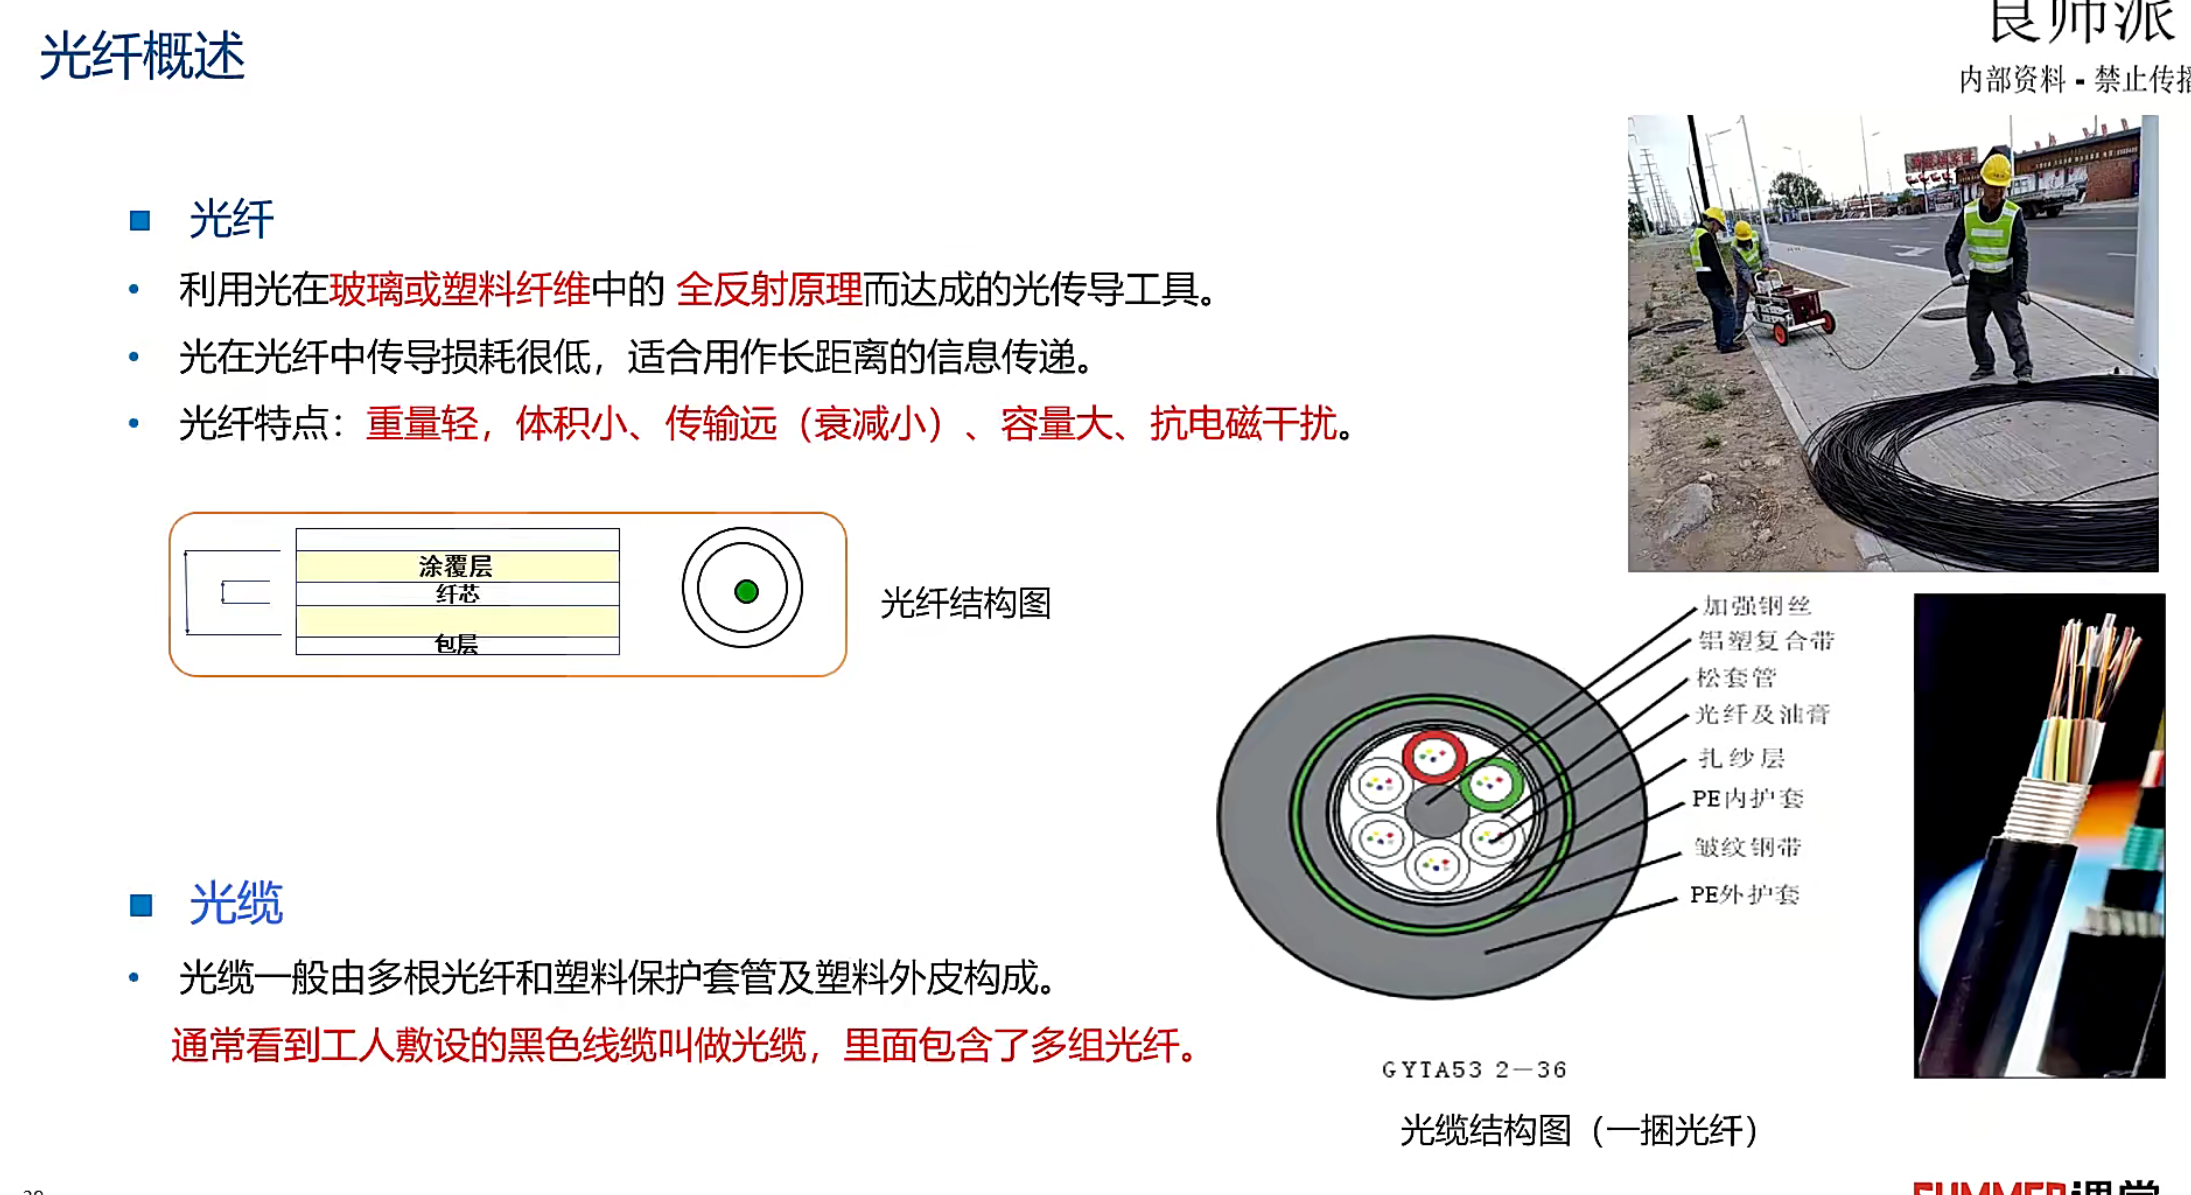 光纤概述
良师派
内部资料 - 禁止传播
光纤
利用光在玻璃或塑料纤维中的 全反射原理而达成的光传导工具。
光在光纤中传导损耗很低，适合用作长距离的信息传递。
光纤特点：重量轻，体积小、传输远（衰减小）、容量大、抗电磁干扰。
涂覆层
纤芯
包层
光纤结构图
加强钢丝
铝塑复合带
松套管
光纤及油膏
扎纱层
PE内护套
皱纹钢带
PE外护套
光缆
光缆一般由多根光纤和塑料保护套管及塑料外皮构成。
通常看到工人敷设的黑色线缆叫做光缆，里面包含了多组光纤。
GYTA53 2—36
光缆结构图（一捆光纤）
SUMMER课堂